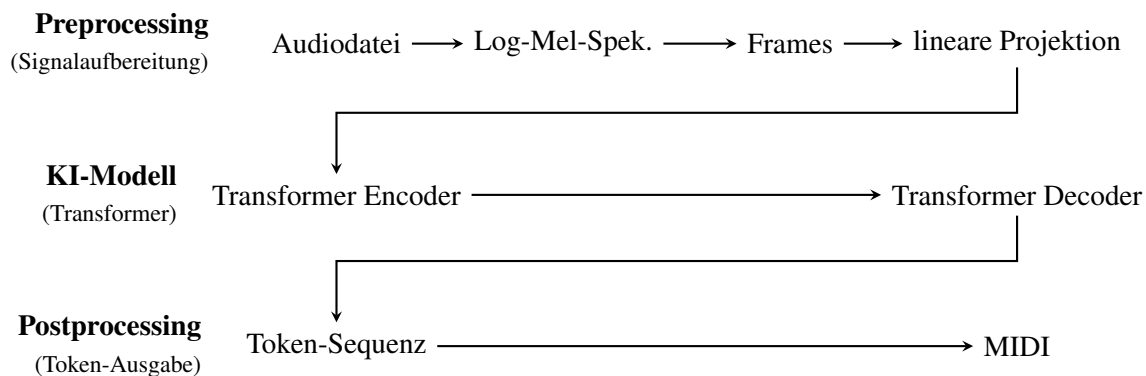 Preprocessing
(Signalaufbereitung)
Audiodatei Log-Mel-Spek. Frames lineare Projektion
KI-Modell
(Transformer)
Transformer Encoder Transformer Decoder
Postprocessing
(Token-Ausgabe)
Token-Sequenz MIDI